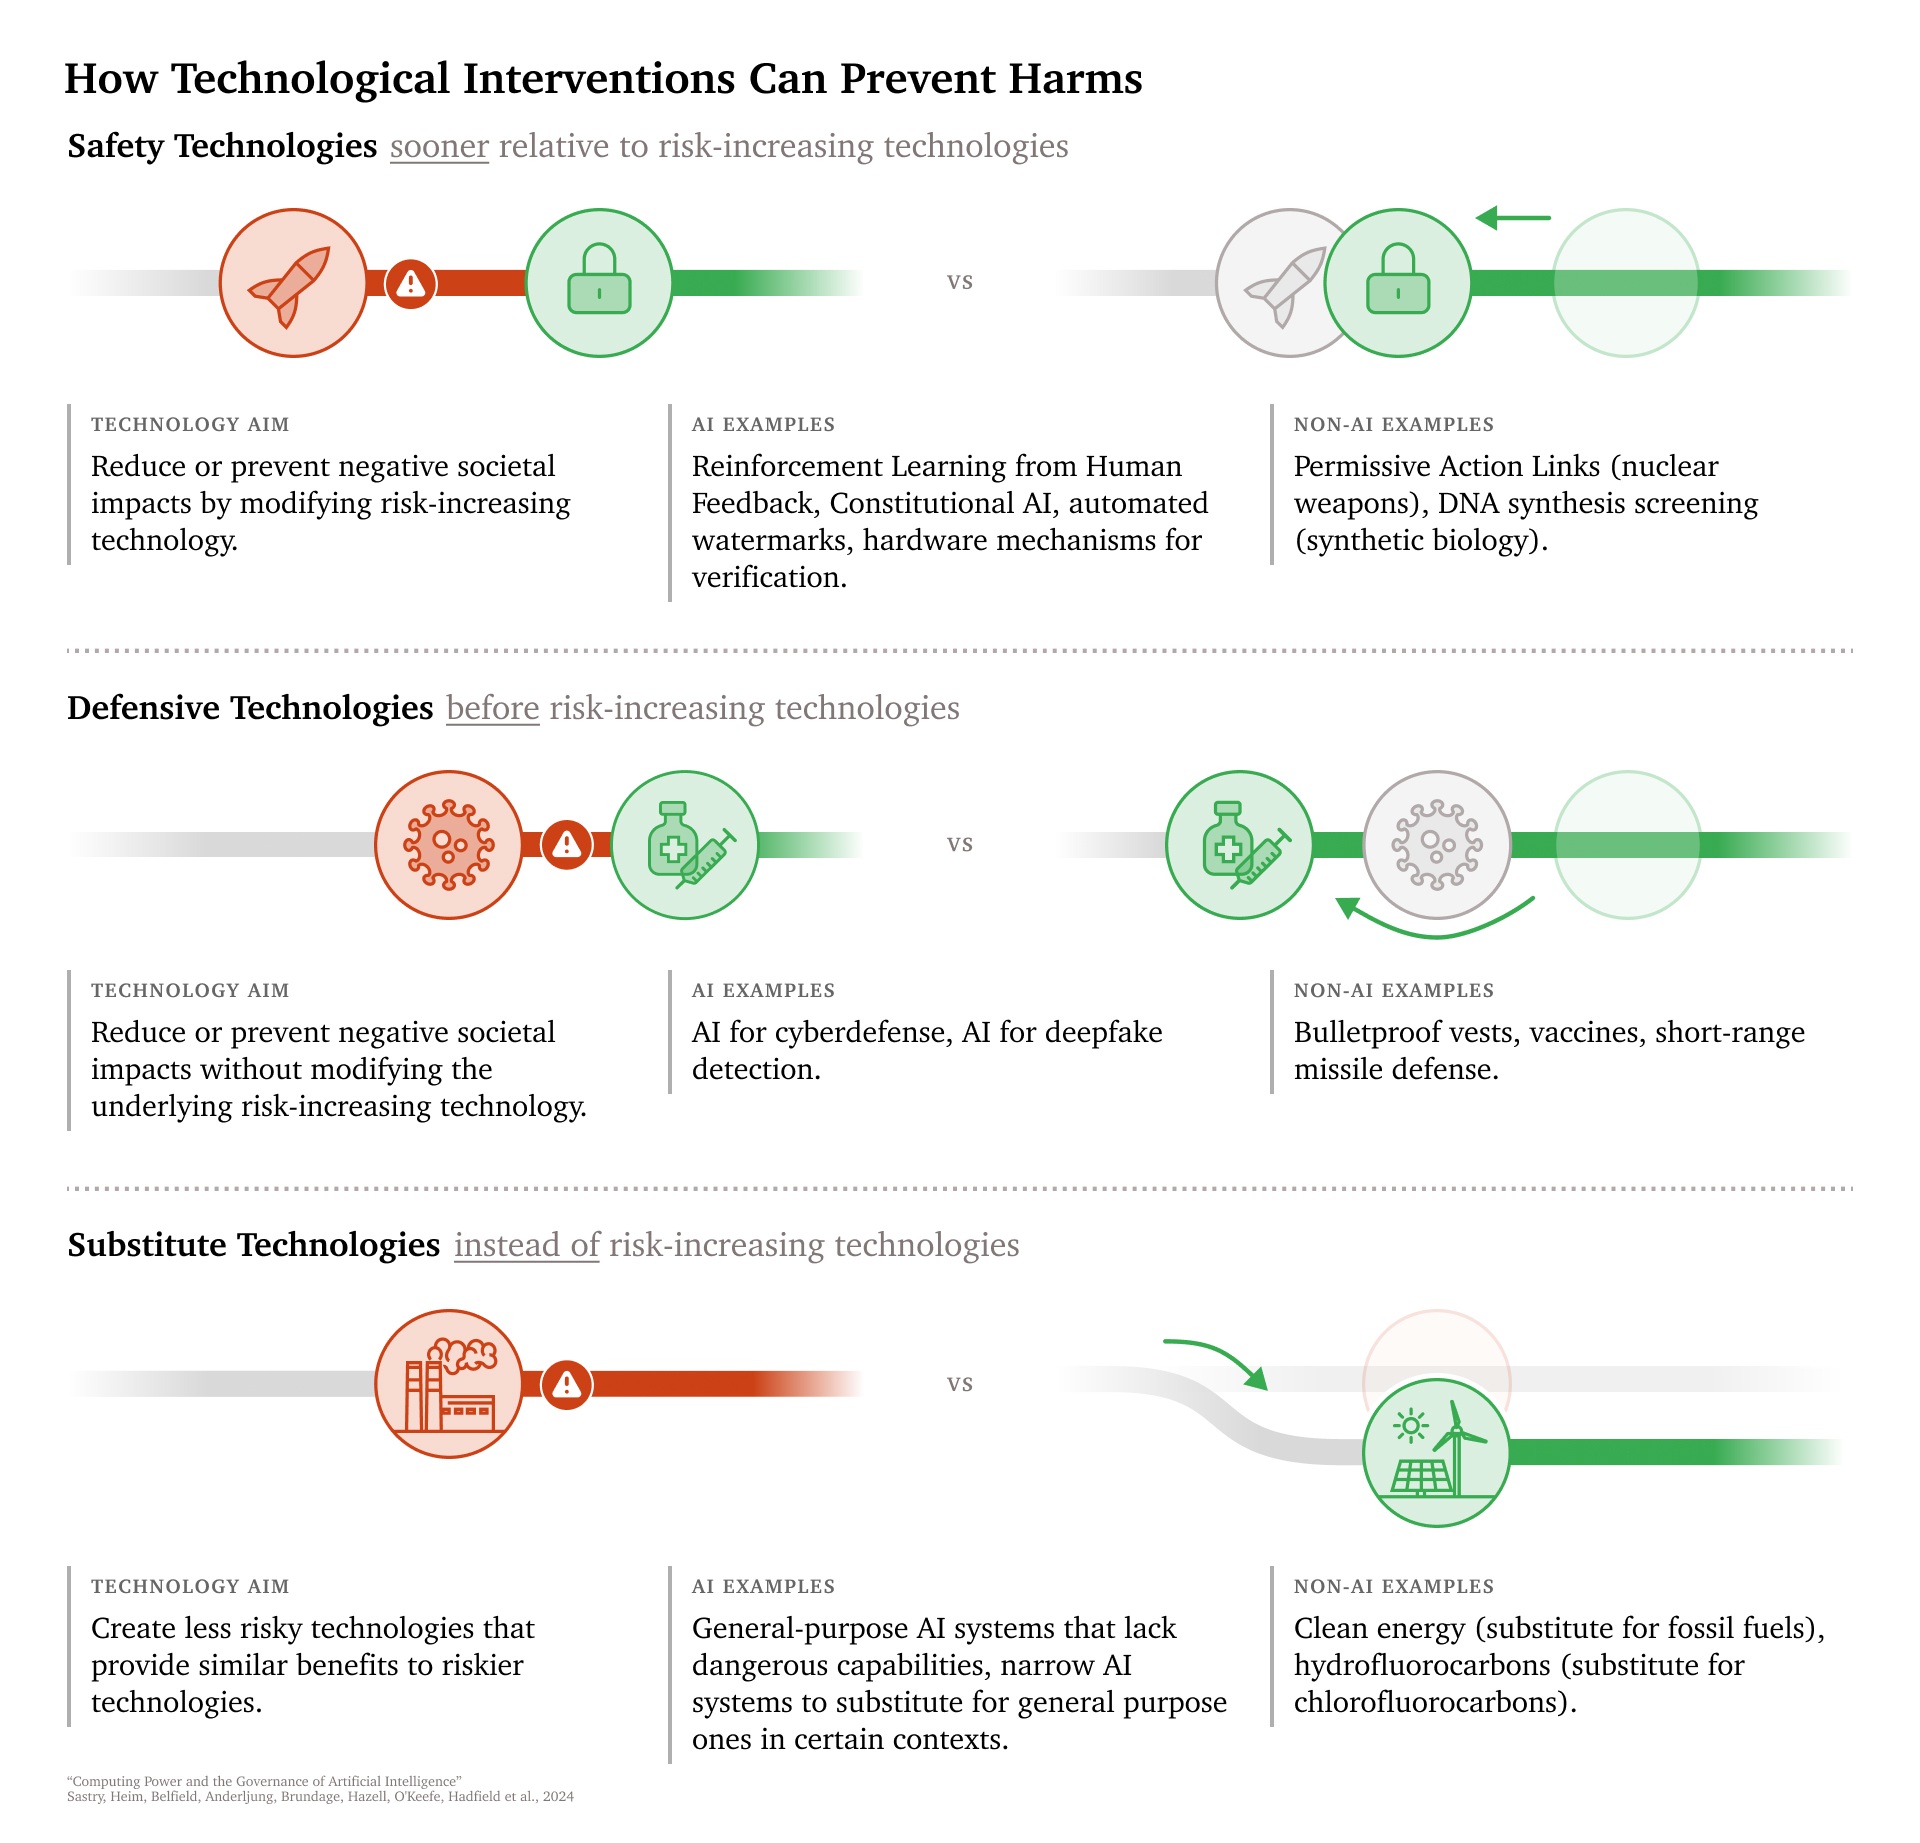 How Technological Interventions Can Prevent Harms
Safety Technologies sooner relative to risk-increasing technologies
vs
TECHNOLOGY AIM
Reduce or prevent negative societal
impacts by modifying risk-increasing
technology.
AI EXAMPLES
Reinforcement Learning from Human
Feedback, Constitutional AI, automated
watermarks, hardware mechanisms for
verification.
NON-AI EXAMPLES
Permissive Action Links (nuclear
weapons), DNA synthesis screening
(synthetic biology).
Defensive Technologies before risk-increasing technologies
vs
TECHNOLOGY AIM
Reduce or prevent negative societal
impacts without modifying the
underlying risk-increasing technology.
AI EXAMPLES
AI for cyberdefense, AI for deepfake
detection.
NON-AI EXAMPLES
Bulletproof vests, vaccines, short-range
missile defense.
Substitute Technologies instead of risk-increasing technologies
vs
TECHNOLOGY AIM
Create less risky technologies that
provide similar benefits to riskier
technologies.
AI EXAMPLES
General-purpose AI systems that lack
dangerous capabilities, narrow AI
systems to substitute for general purpose
ones in certain contexts.
NON-AI EXAMPLES
Clean energy (substitute for fossil fuels),
hydrofluorocarbons (substitute for
chlorofluorocarbons).
“Computing Power and the Governance of Artificial Intelligence”
Sastry, Heim, Belfield, Anderljung, Brundage, Hazell, O'Keefe, Hadfield et al., 2024